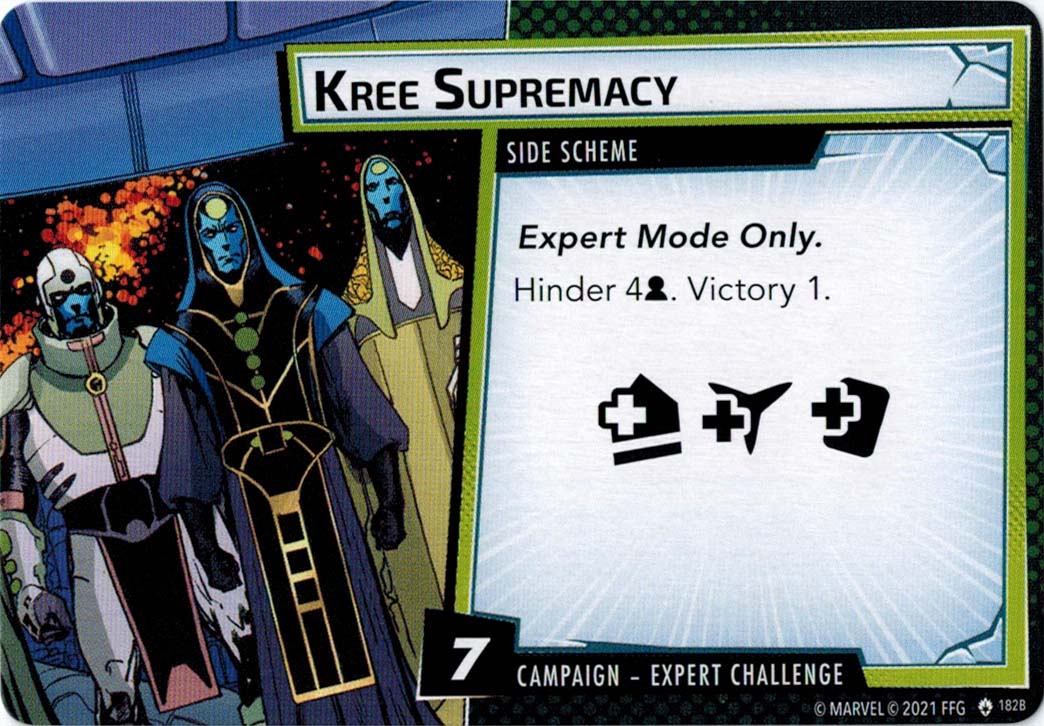 KREE SUPREMACY
SIDE SCHEME
Expert Mode Only.
Hinder 4. Victory 1.
7
CAMPAIGN – EXPERT CHALLENGE
© MARVEL © 2021 FFG 182B